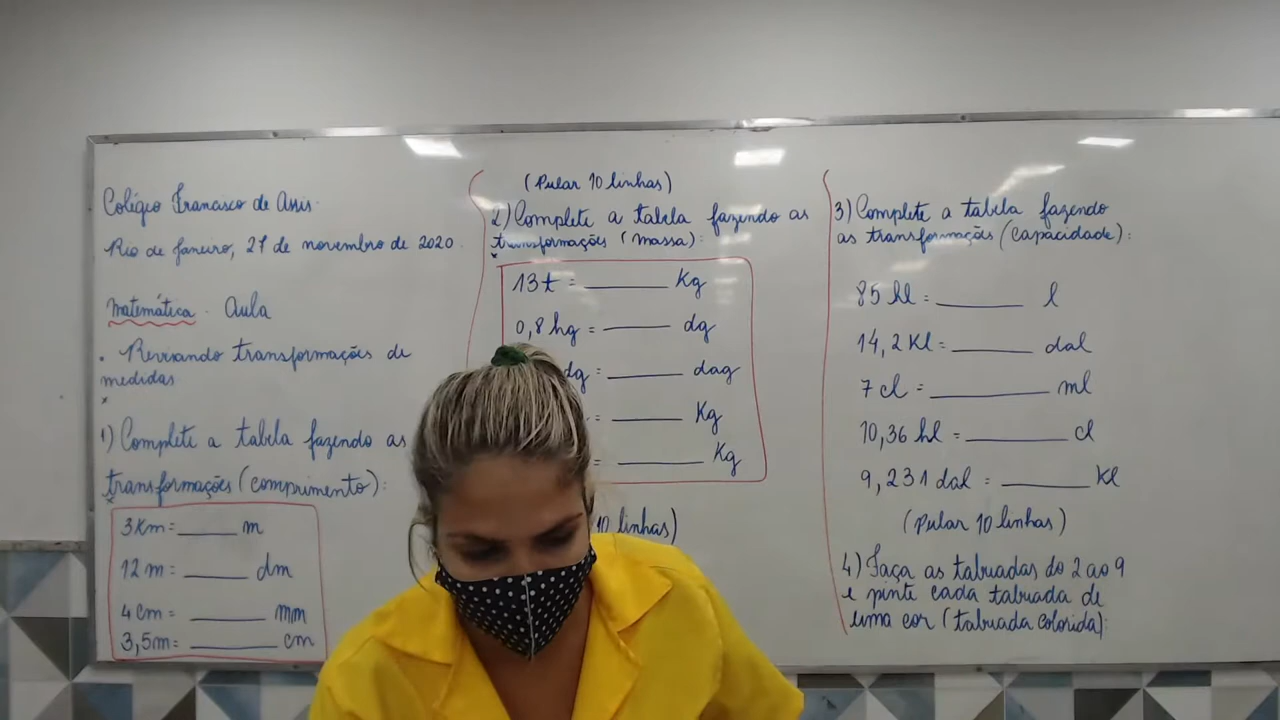 Colégio Francisco de Assis.
Rio de Janeiro, 27 de novembro de 2020.
Matemática. Aula
• Revisando transformações de
medidas
1) Complete a tabela fazendo as
transformações (comprimento):
3 Km = ______ m
12 m = ______ dm
4 cm = ______ mm
3,5m = ______ cm
(Pular 10 linhas)
2) Complete a tabela fazendo as
transformações (massa):
13 t = ______ Kg
0,8 hg = ______ dg
dg = ______ dag
= ______ Kg
= ______ Kg
10 linhas)
3) Complete a tabela fazendo
as transformações (capacidade):
85 hl = ______ l
14,2 Kl = ______ dal
7 cl = ______ ml
10,36 hl = ______ cl
9,231 dal = ______ kl
(Pular 10 linhas)
4) Faça as tabuadas do 2 ao 9
e pinte cada tabuada de
uma cor (tabuada colorida).